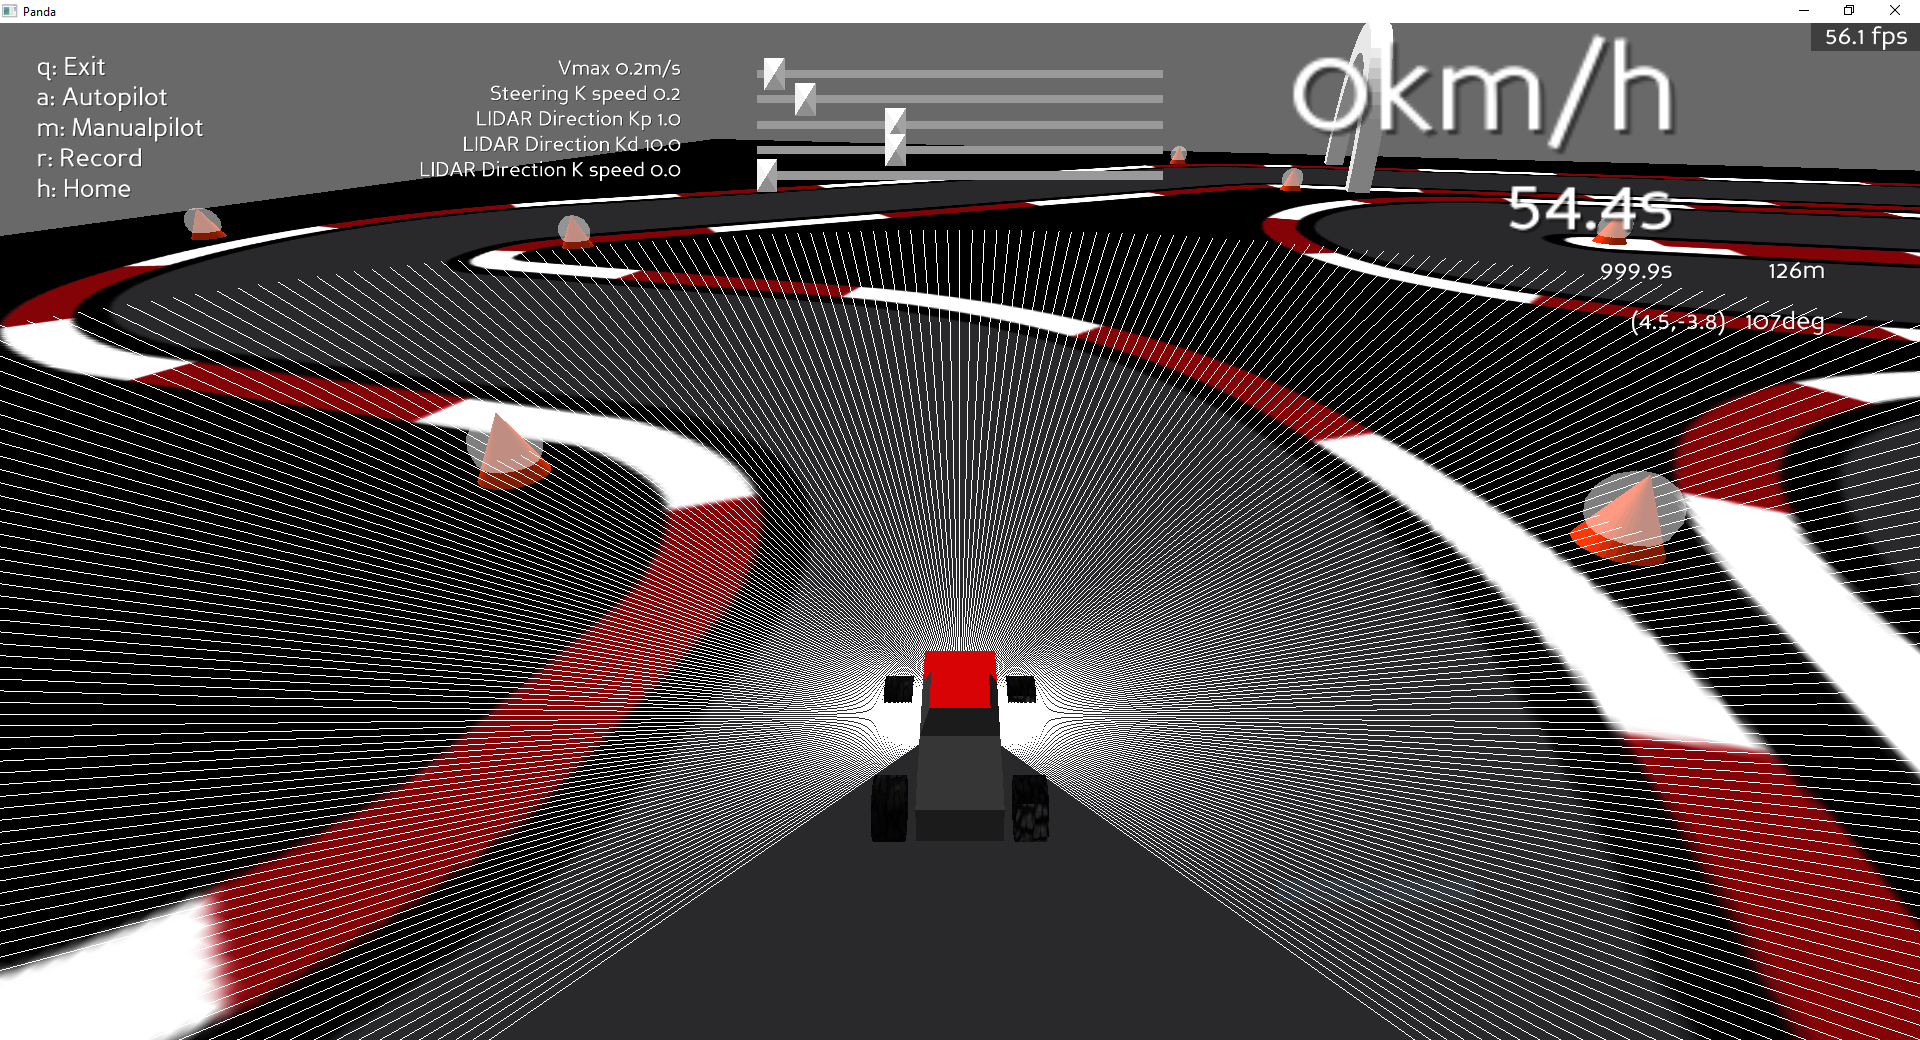 Panda
56.1 fps
q: Exit
a: Autopilot
m: Manualpilot
r: Record
h: Home
Vmax 0.2m/s
Steering K speed 0.2
LIDAR Direction Kp 1.0
LIDAR Direction Kd 10.0
LIDAR Direction K speed 0.0
0km/h
54.4s
999.9s 126m
(4.5,-3.8) 107deg